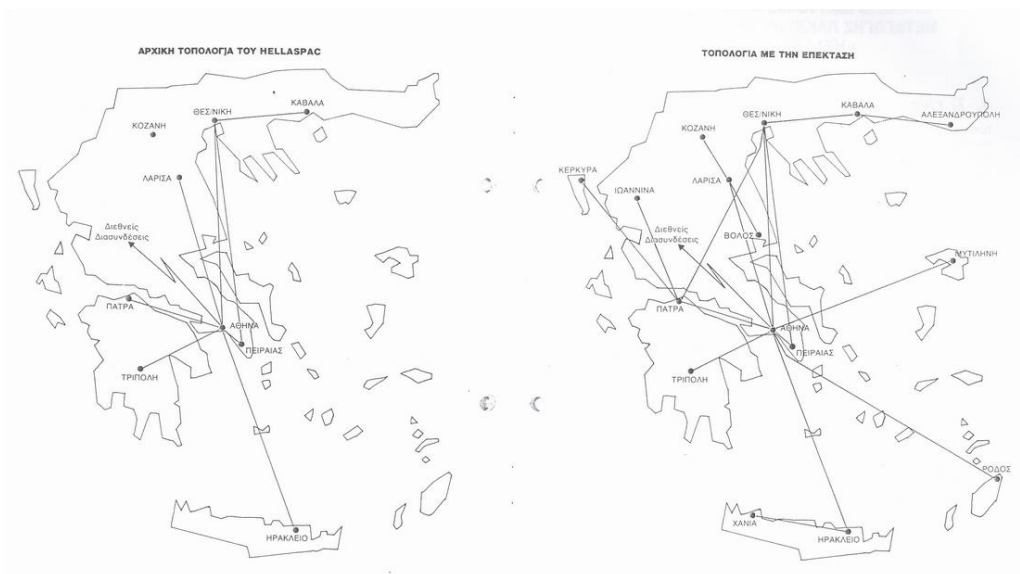 ΑΡΧΙΚΗ ΤΟΠΟΛΟΓΙΑ ΤΟΥ HELLASPAC
ΚΑΒΑΛΑ
ΘΕΣ/ΝΙΚΗ
ΚΟΖΑΝΗ
ΛΑΡΙΣΑ
Διεθνείς
Διασυνδέσεις
ΠΑΤΡΑ
ΑΘΗΝΑ
ΠΕΙΡΑΙΑΣ
ΤΡΙΠΟΛΗ
ΗΡΑΚΛΕΙΟ
ΤΟΠΟΛΟΓΙΑ ΜΕ ΤΗΝ ΕΠΕΚΤΑΣΗ
ΚΑΒΑΛΑ
ΘΕΣ/ΝΙΚΗ
ΑΛΕΞΑΝΔΡΟΥΠΟΛΗ
ΚΟΖΑΝΗ
ΚΕΡΚΥΡΑ
ΛΑΡΙΣΑ
ΙΩΑΝΝΙΝΑ
Διεθνείς
Διασυνδέσεις
ΒΟΛΟΣ
ΜΥΤΙΛΗΝΗ
ΠΑΤΡΑ
ΑΘΗΝΑ
ΠΕΙΡΑΙΑΣ
ΤΡΙΠΟΛΗ
ΡΟΔΟΣ
ΧΑΝΙΑ
ΗΡΑΚΛΕΙΟ